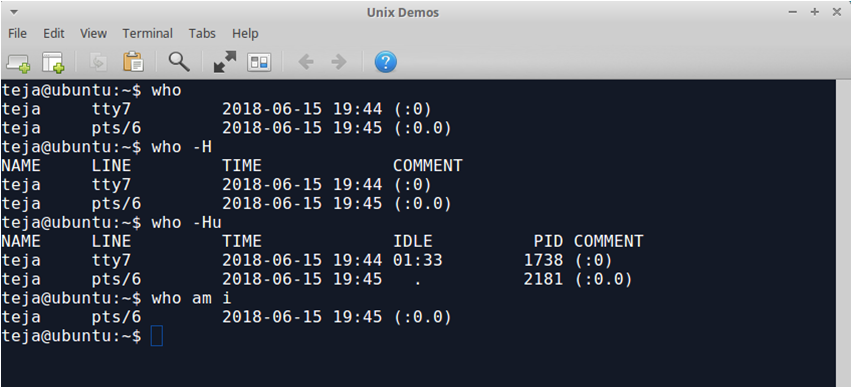 Unix Demos
File Edit View Terminal Tabs Help
teja@ubuntu:~$ who
teja     tty7         2018-06-15 19:44 (:0)
teja     pts/6        2018-06-15 19:45 (:0.0)
teja@ubuntu:~$ who -H
NAME     LINE         TIME             COMMENT
teja     tty7         2018-06-15 19:44 (:0)
teja     pts/6        2018-06-15 19:45 (:0.0)
teja@ubuntu:~$ who -Hu
NAME     LINE         TIME             IDLE          PID COMMENT
teja     tty7         2018-06-15 19:44 01:33        1738 (:0)
teja     pts/6        2018-06-15 19:45   .          2181 (:0.0)
teja@ubuntu:~$ who am i
teja     pts/6        2018-06-15 19:45 (:0.0)
teja@ubuntu:~$